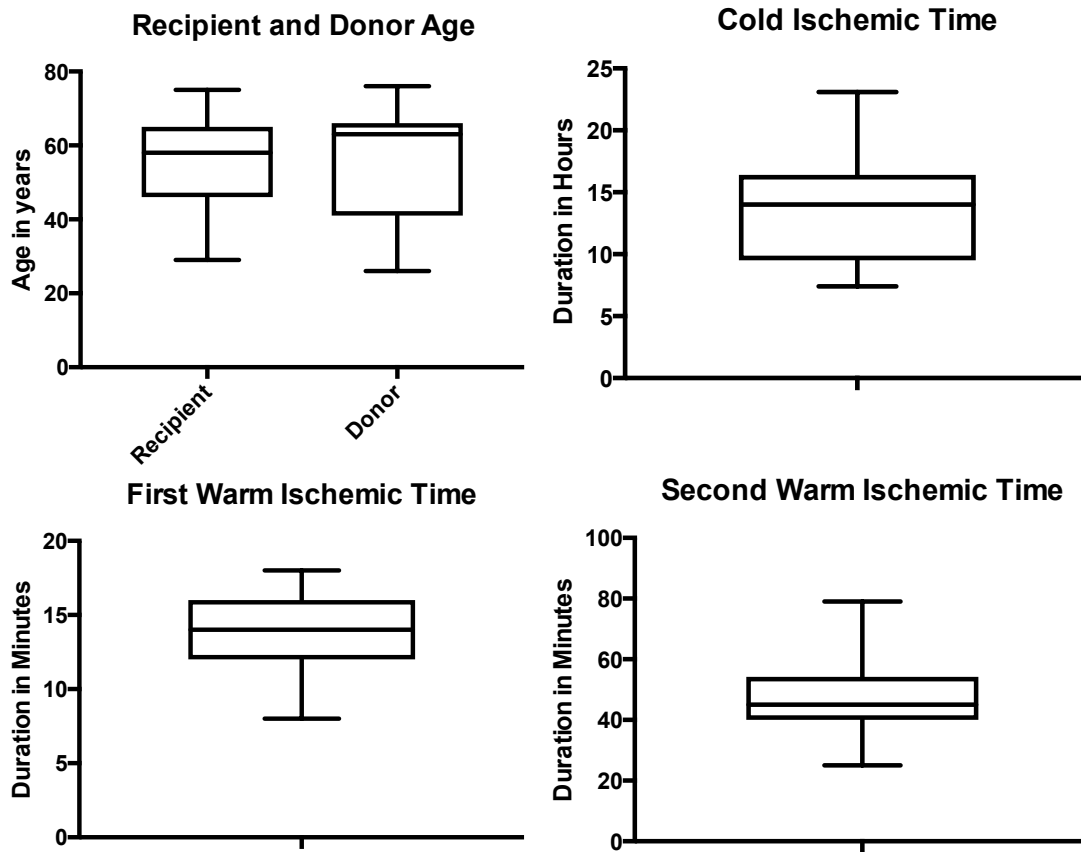 Recipient and Donor Age
Age in years
80
60
40
20
0
Recipient
Donor
Cold Ischemic Time
Duration in Hours
25
20
15
10
5
0
First Warm Ischemic Time
Duration in Minutes
20
15
10
5
0
Second Warm Ischemic Time
Duration in Minutes
100
80
60
40
20
0